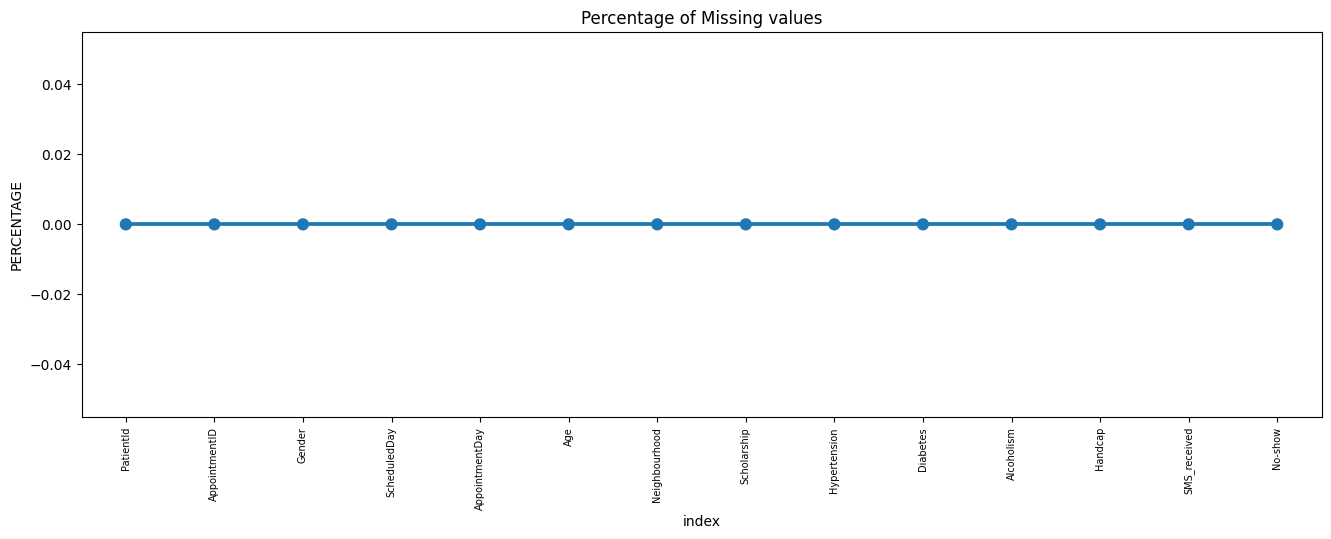 Percentage of Missing values
PERCENTAGE
0.04
0.02
0.00
−0.02
−0.04
PatientId
AppointmentID
Gender
ScheduledDay
AppointmentDay
Age
Neighbourhood
Scholarship
Hypertension
Diabetes
Alcoholism
Handcap
SMS_received
No-show
index